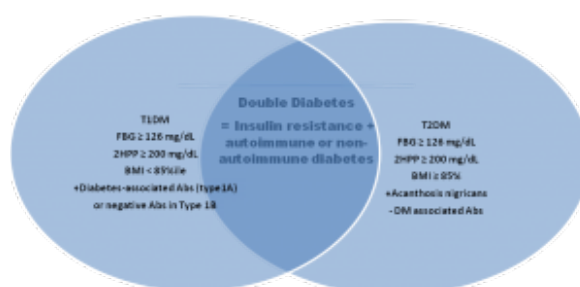 T1DM
FBG ≥ 126 mg/dL
2HPP ≥ 200 mg/dL
BMI < 85%ile
+Diabetes-associated Abs (type1A)
or negative Abs in Type 1B
Double Diabetes
= Insulin resistance +
autoimmune or non-
autoimmune diabetes
T2DM
FBG ≥ 126 mg/dL
2HPP ≥ 200 mg/dL
BMI ≥ 85%
+Acanthosis nigricans
- DM associated Abs